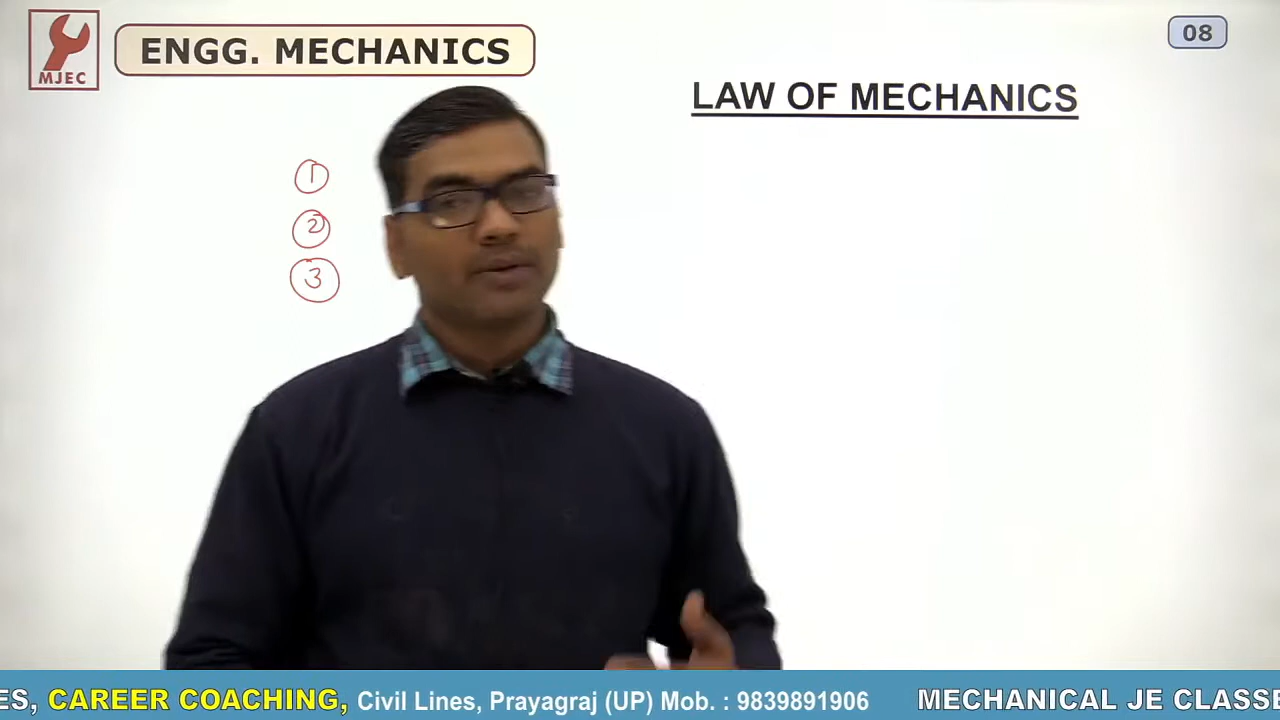 MJEC
ENGG. MECHANICS
08
LAW OF MECHANICS
1
2
3
ES, CAREER COACHING, Civil Lines, Prayagraj (UP) Mob. : 9839891906 MECHANICAL JE CLASSE